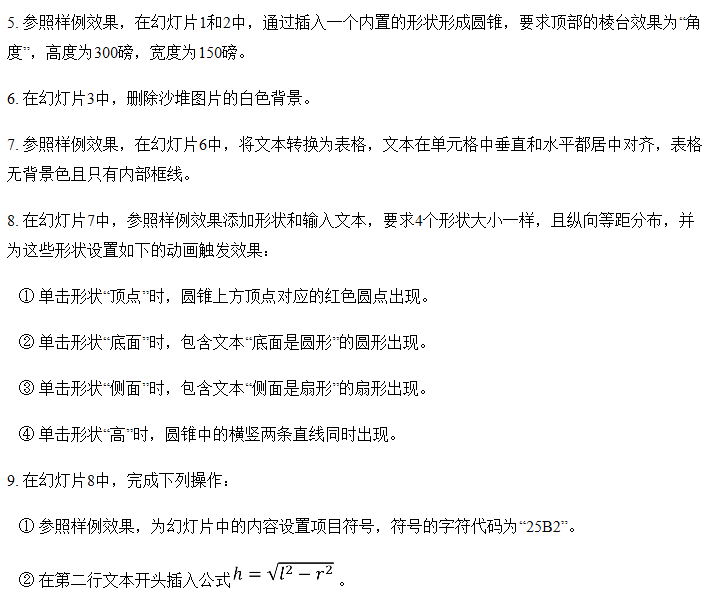 5. 参照样例效果，在幻灯片1和2中，通过插入一个内置的形状形成圆锥，要求顶部的棱台效果为“角
度”，高度为300磅，宽度为150磅。
6. 在幻灯片3中，删除沙堆图片的白色背景。
7. 参照样例效果，在幻灯片6中，将文本转换为表格，文本在单元格中垂直和水平都居中对齐，表格
无背景色且只有内部框线。
8. 在幻灯片7中，参照样例效果添加形状和输入文本，要求4个形状大小一样，且纵向等距分布，并
为这些形状设置如下的动画触发效果：
① 单击形状“顶点”时，圆锥上方顶点对应的红色圆点出现。
② 单击形状“底面”时，包含文本“底面是圆形”的圆形出现。
③ 单击形状“侧面”时，包含文本“侧面是扇形”的扇形出现。
④ 单击形状“高”时，圆锥中的横竖两条直线同时出现。
9. 在幻灯片8中，完成下列操作：
① 参照样例效果，为幻灯片中的内容设置项目符号，符号的字符代码为“25B2”。
② 在第二行文本开头插入公式 h = √(l² − r²) 。